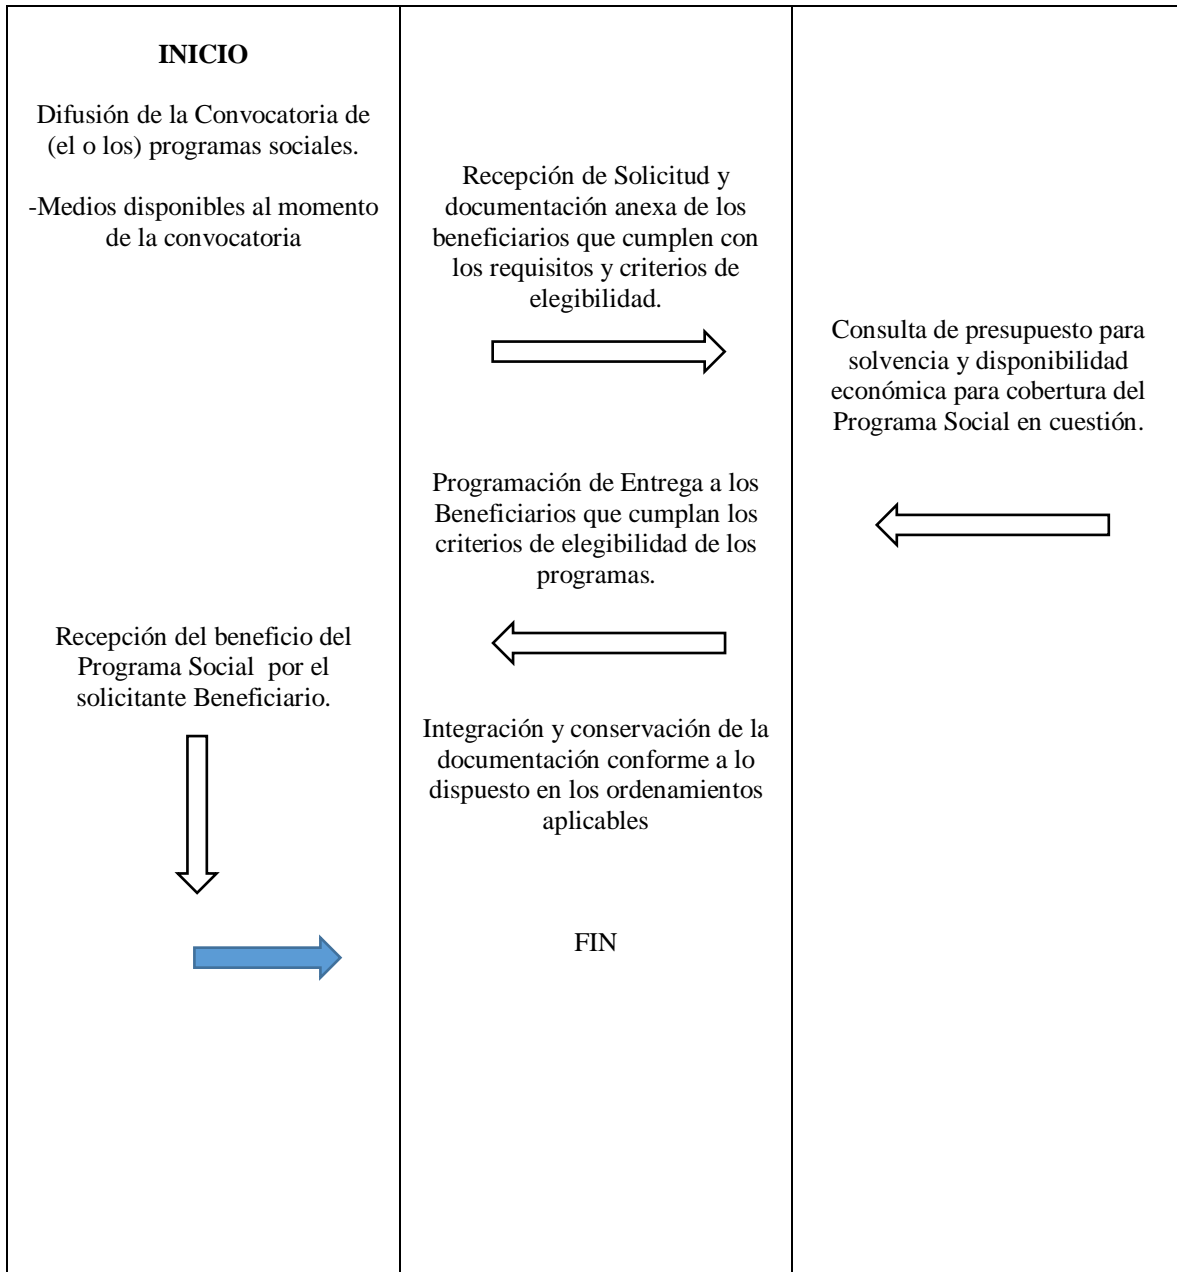 INICIO
Difusión de la Convocatoria de
(el o los) programas sociales.
-Medios disponibles al momento
de la convocatoria
Recepción del beneficio del
Programa Social por el
solicitante Beneficiario.
Recepción de Solicitud y
documentación anexa de los
beneficiarios que cumplen con
los requisitos y criterios de
elegibilidad.
Programación de Entrega a los
Beneficiarios que cumplan los
criterios de elegibilidad de los
programas.
Integración y conservación de la
documentación conforme a lo
dispuesto en los ordenamientos
aplicables
FIN
Consulta de presupuesto para
solvencia y disponibilidad
económica para cobertura del
Programa Social en cuestión.